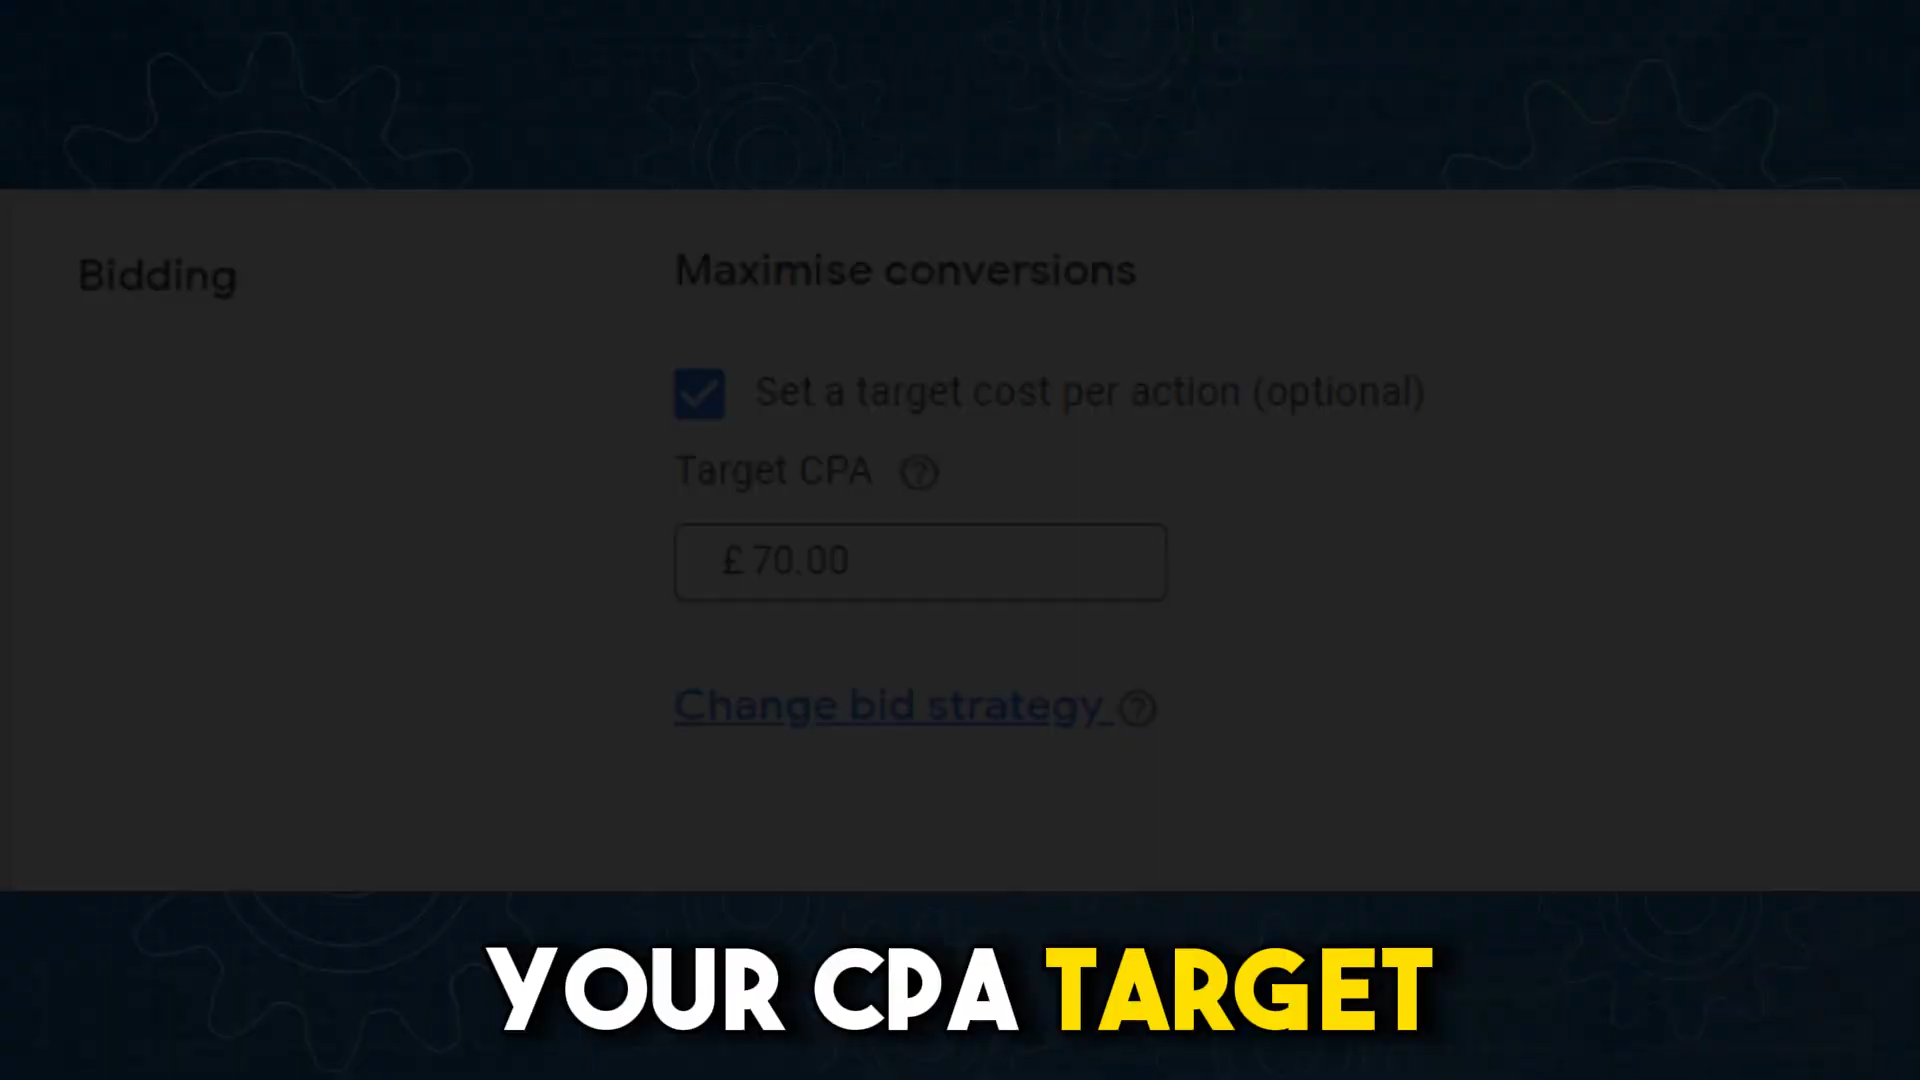 Bidding
Maximise conversions
Set a target cost per action (optional)
Target CPA
£ 70.00
Change bid strategy
YOUR CPA TARGET